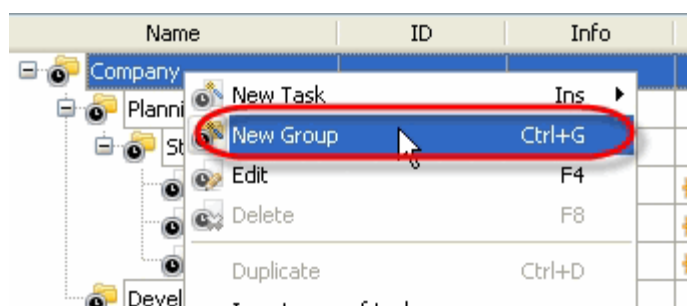 Name ID Info
Company
New Task Ins
Planni
New Group Ctrl+G
St
Edit F4
Delete F8
Duplicate Ctrl+D
Devel